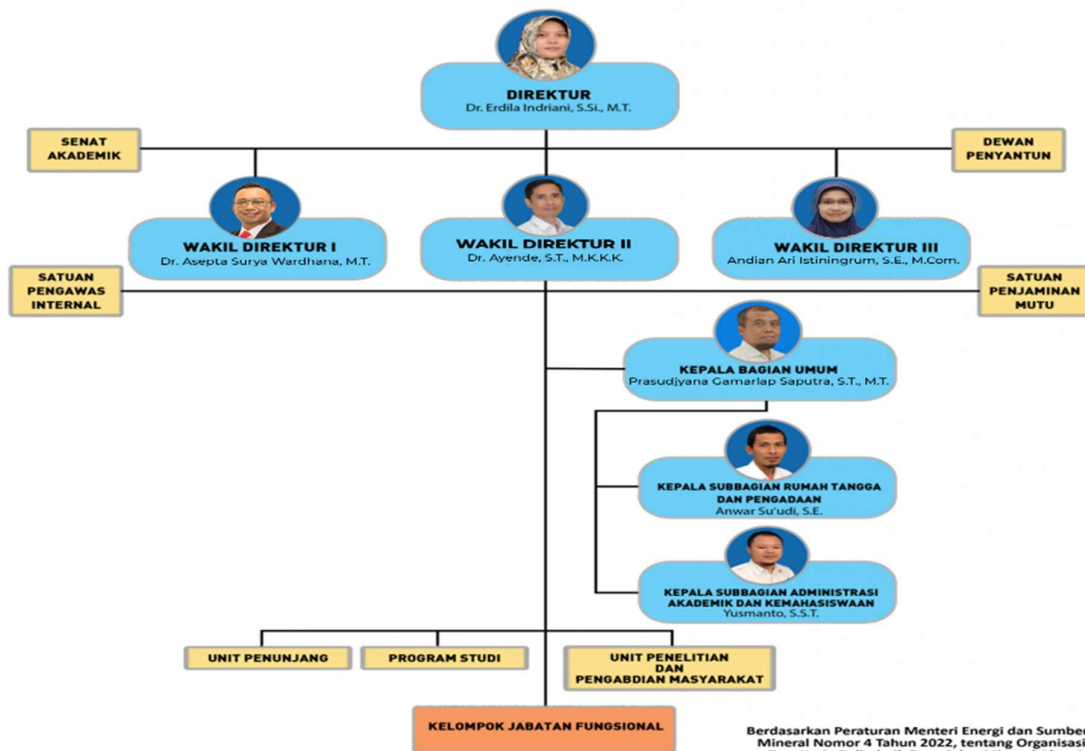 DIREKTUR
Dr. Erdila Indriani, S.Si., M.T.
SENAT
AKADEMIK
DEWAN
PENYANTUN
WAKIL DIREKTUR I
Dr. Asepta Surya Wardhana, M.T.
WAKIL DIREKTUR II
Dr. Ayende, S.T., M.K.K.K.
WAKIL DIREKTUR III
Andian Ari Istiningrum, S.E., M.Com.
SATUAN
PENGAWAS
INTERNAL
SATUAN
PENJAMINAN
MUTU
KEPALA BAGIAN UMUM
Prasudjyana Gamarlap Saputra, S.T., M.T.
KEPALA SUBBAGIAN RUMAH TANGGA
DAN PENGADAAN
Anwar Su'udi, S.E.
KEPALA SUBBAGIAN ADMINISTRASI
AKADEMIK DAN KEMAHASISWAAN
Yusmanto, S.S.T.
UNIT PENUNJANG
PROGRAM STUDI
UNIT PENELITIAN
DAN
PENGABDIAN MASYARAKAT
KELOMPOK JABATAN FUNGSIONAL
Berdasarkan Peraturan Menteri Energi dan Sumber
Mineral Nomor 4 Tahun 2022, tentang Organisasi